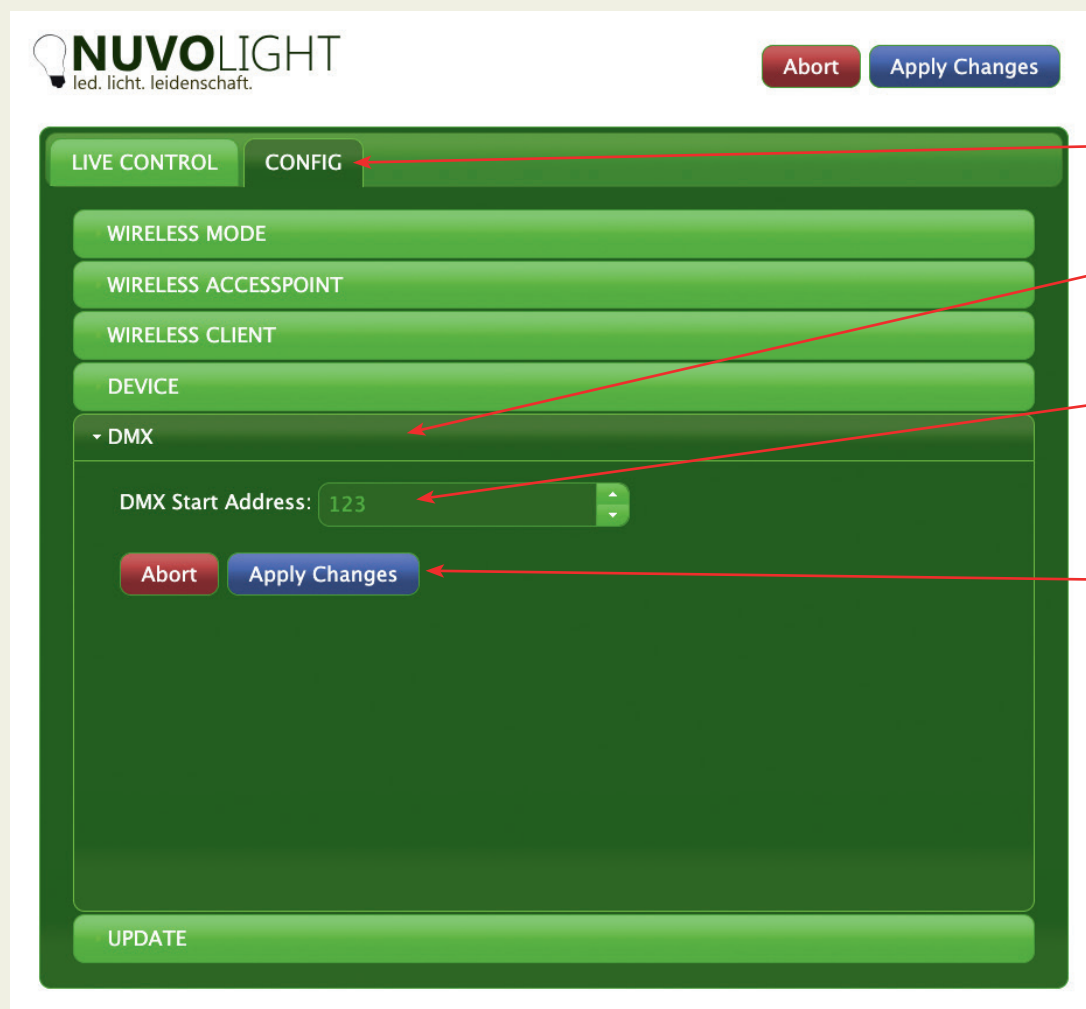 NUVOLIGHT
led. licht. leidenschaft.
Abort Apply Changes
LIVE CONTROL CONFIG
WIRELESS MODE
WIRELESS ACCESSPOINT
WIRELESS CLIENT
DEVICE
DMX
DMX Start Address: 123
Abort Apply Changes
UPDATE